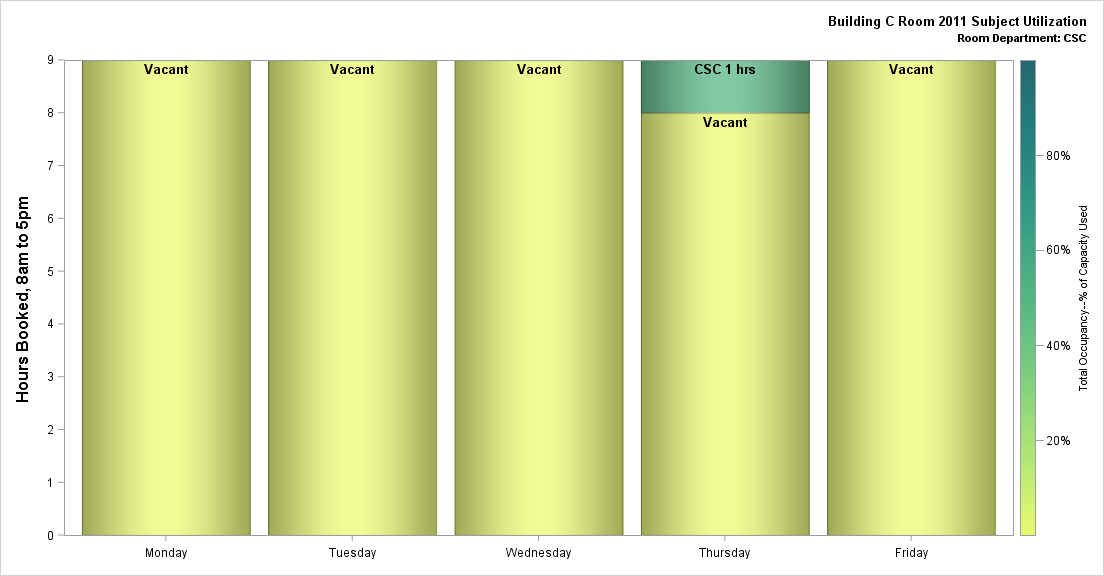 Building C Room 2011 Subject Utilization
Room Department: CSC
Hours Booked, 8am to 5pm
9
8
7
6
5
4
3
2
1
0
Vacant
Vacant
Vacant
CSC 1 hrs
Vacant
Vacant
Monday
Tuesday
Wednesday
Thursday
Friday
80%
60%
40%
20%
Total Occupancy--% of Capacity Used